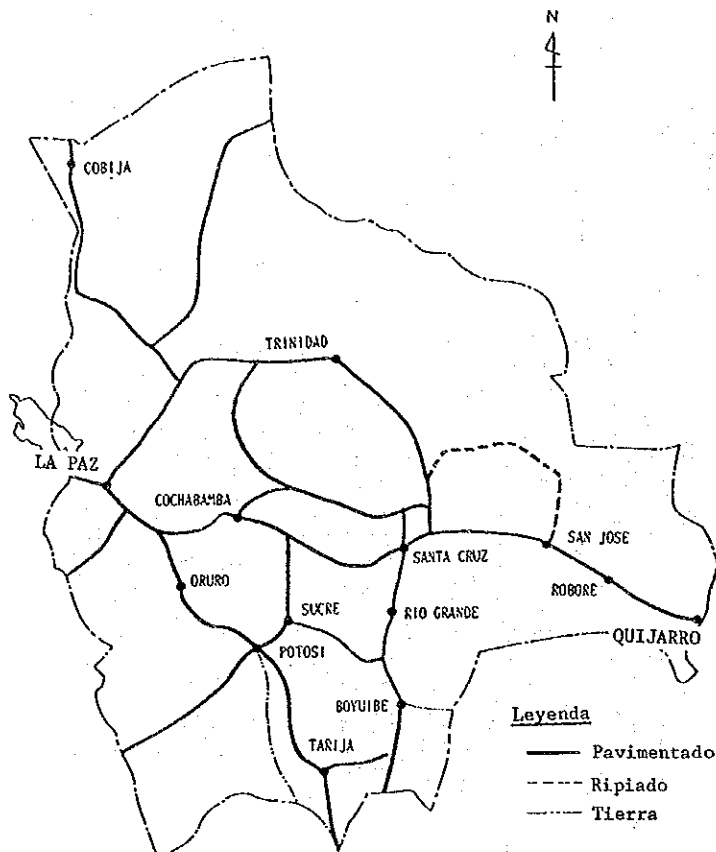 N
COBIJA
TRINIDAD
LA PAZ
COCHABAMBA
SAN JOSE
SANTA CRUZ
ORURO
ROBORE
SUCRE
RIO GRANDE
QUIJARRO
POTOSI
BOYUIBE
TARIJA
Leyenda
Pavimentado
Ripiado
Tierra